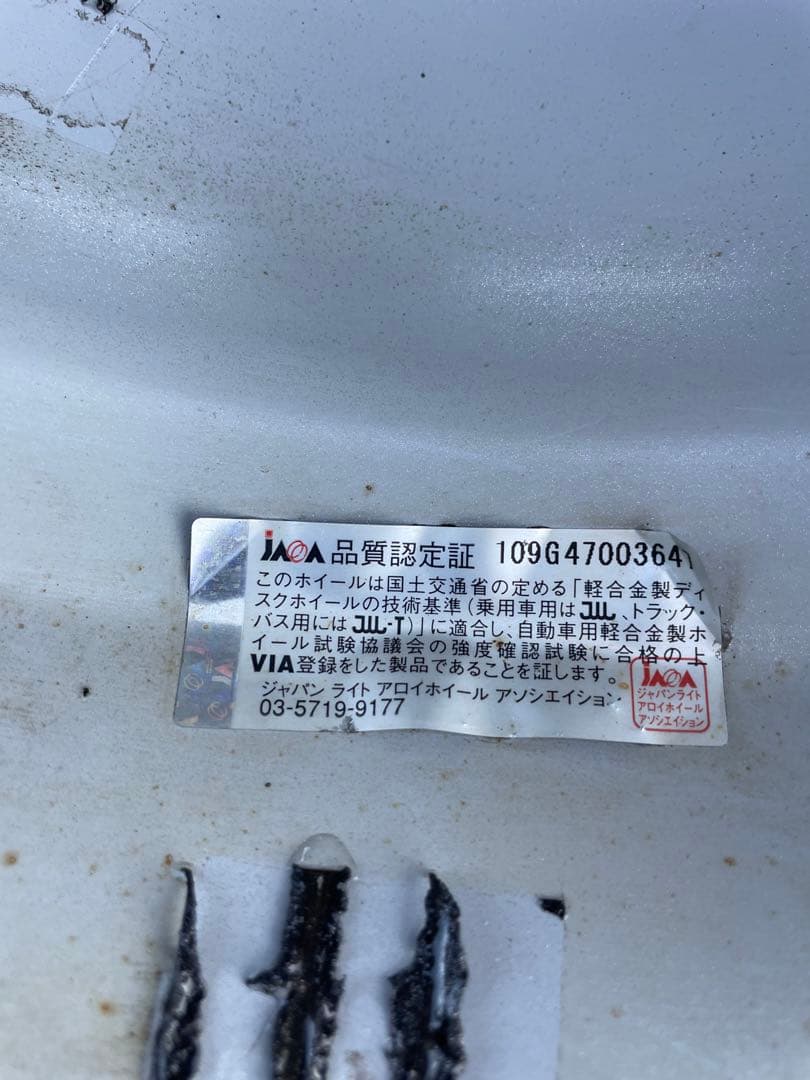 JAWA 品質認定証 109G47003641
このホイールは国土交通省の定める「軽合金製ディ
スクホイールの技術基準(乗用車用はJWL、トラック・
バス用にはJWL-T)」に適合し、自動車用軽合金製ホ
イール試験協議会の強度確認試験に合格の上
VIA登録をした製品であることを証します。
ジャパン ライト アロイホイール アソシエイション
03-5719-9177
JAWA
ジャパンライト
アロイホイール
アソシエイション